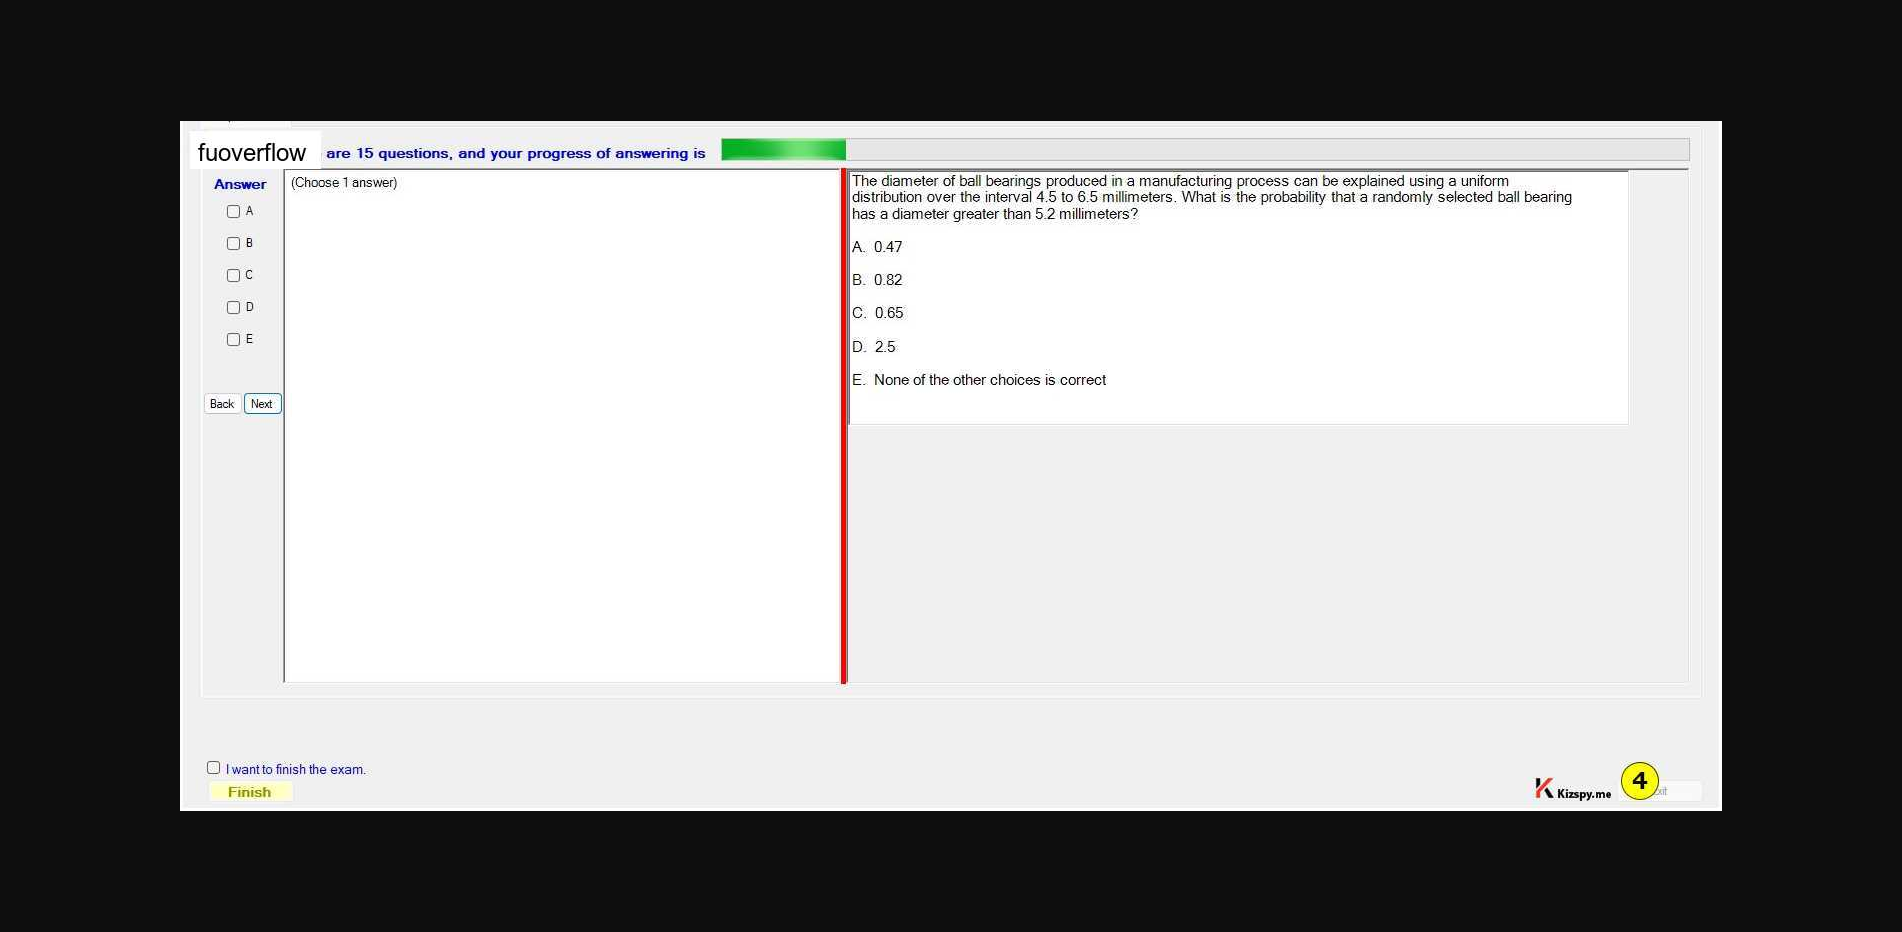 fuoverflow are 15 questions, and your progress of answering is
Answer
(Choose 1 answer)
A
B
C
D
E
Back Next
The diameter of ball bearings produced in a manufacturing process can be explained using a uniform
distribution over the interval 4.5 to 6.5 millimeters. What is the probability that a randomly selected ball bearing
has a diameter greater than 5.2 millimeters?
A. 0.47
B. 0.82
C. 0.65
D. 2.5
E. None of the other choices is correct
I want to finish the exam.
Finish
Kizspy.me
4